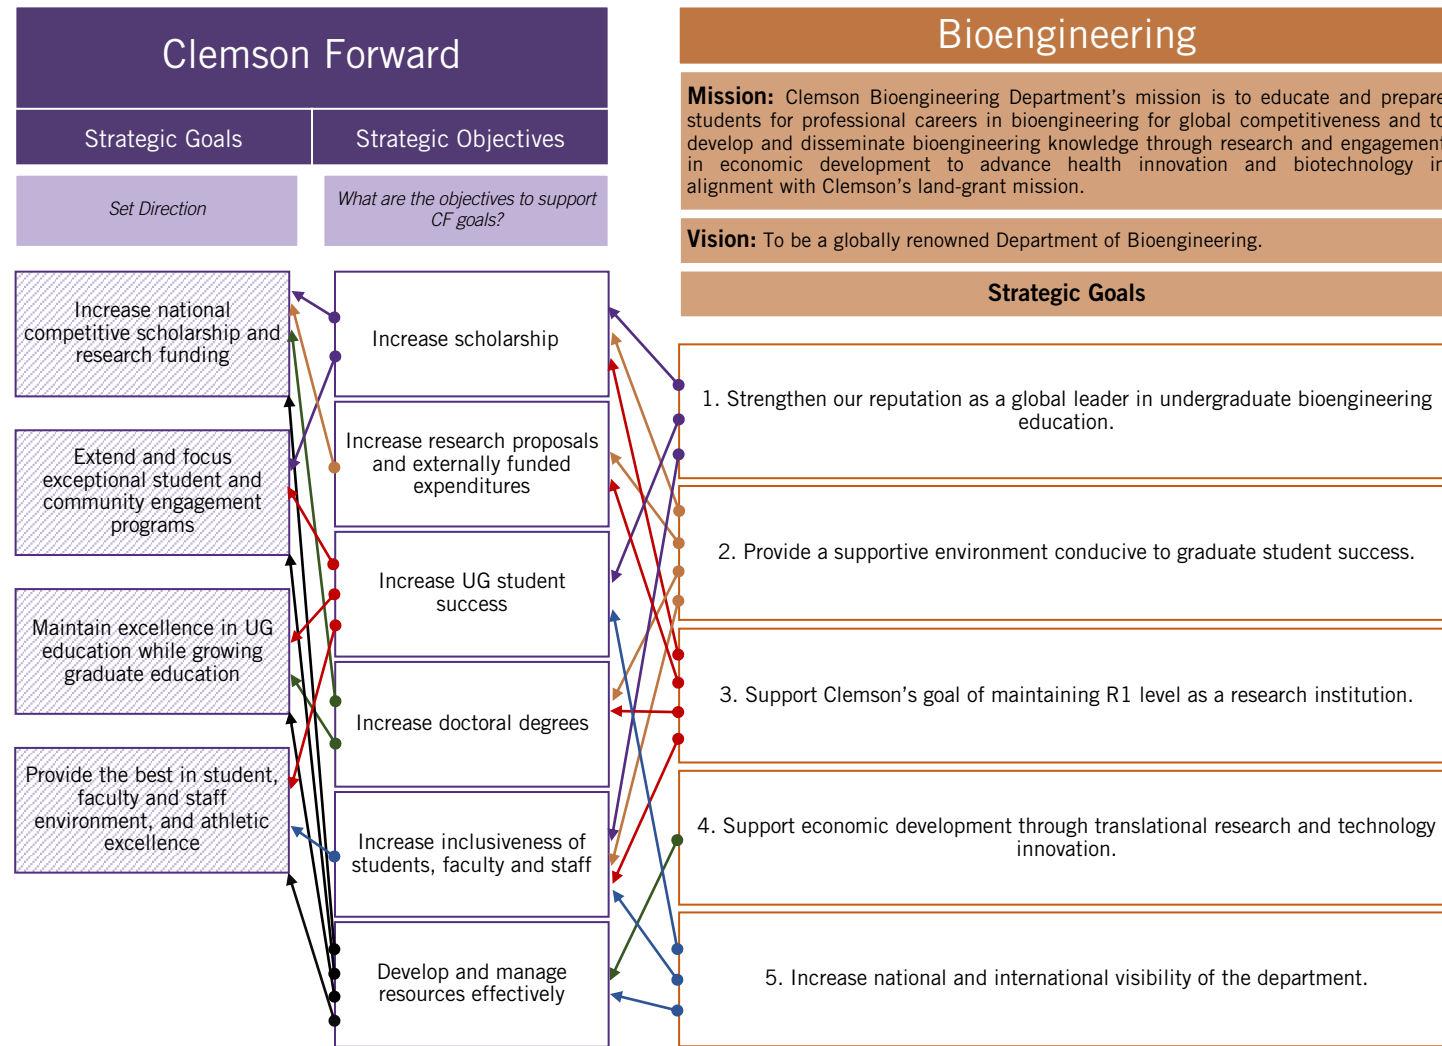 Clemson Forward
Strategic Goals
Strategic Objectives
Set Direction
What are the objectives to support
CF goals?
Increase national
competitive scholarship and
research funding
Extend and focus
exceptional student and
community engagement
programs
Maintain excellence in UG
education while growing
graduate education
Provide the best in student,
faculty and staff
environment, and athletic
excellence
Increase scholarship
Increase research proposals
and externally funded
expenditures
Increase UG student
success
Increase doctoral degrees
Increase inclusiveness of
students, faculty and staff
Develop and manage
resources effectively
Bioengineering
Mission: Clemson Bioengineering Department's mission is to educate and prepare
students for professional careers in bioengineering for global competitiveness and to
develop and disseminate bioengineering knowledge through research and engagement
in economic development to advance health innovation and biotechnology in
alignment with Clemson's land-grant mission.
Vision: To be a globally renowned Department of Bioengineering.
Strategic Goals
1. Strengthen our reputation as a global leader in undergraduate bioengineering
education.
2. Provide a supportive environment conducive to graduate student success.
3. Support Clemson's goal of maintaining R1 level as a research institution.
4. Support economic development through translational research and technology
innovation.
5. Increase national and international visibility of the department.